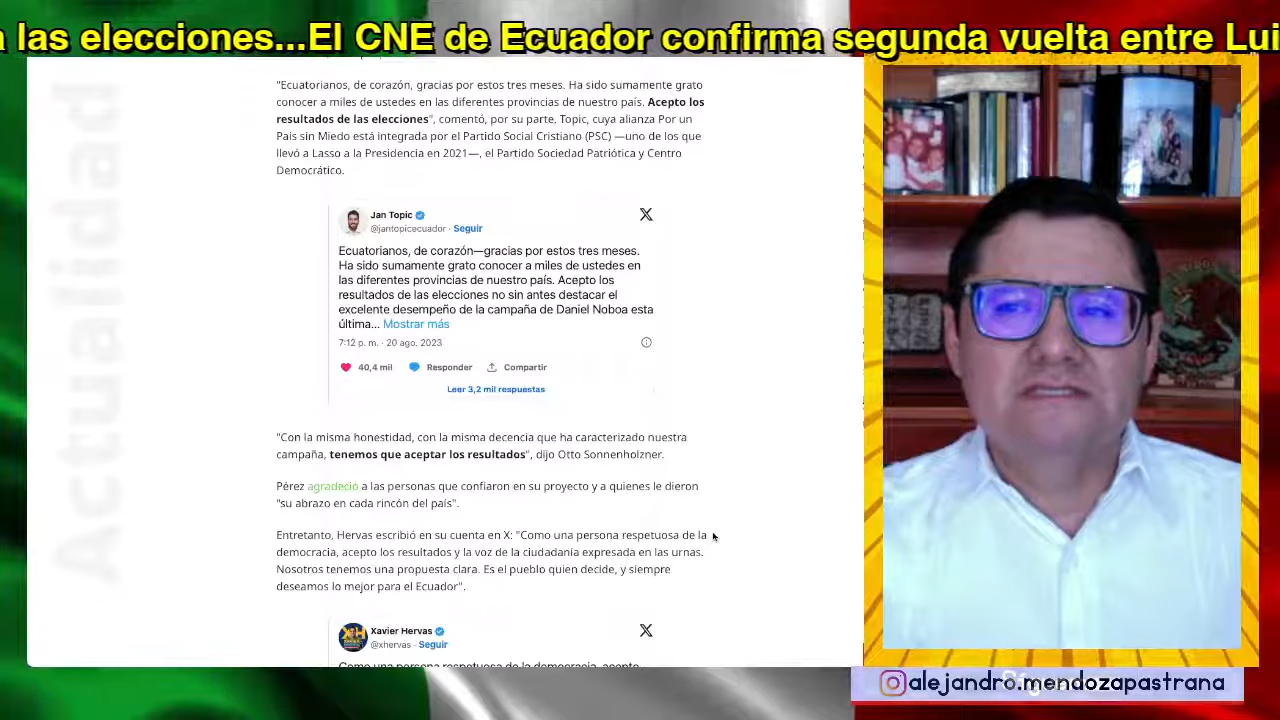 a las elecciones...El CNE de Ecuador confirma segunda vuelta entre Lui
Actualidad
"Ecuatorianos, de corazón, gracias por estos tres meses. Ha sido sumamente grato
conocer a miles de ustedes en las diferentes provincias de nuestro país. Acepto los
resultados de las elecciones", comentó, por su parte, Topic, cuya alianza Por un
País sin Miedo está integrada por el Partido Social Cristiano (PSC) —uno de los que
llevó a Lasso a la Presidencia en 2021—, el Partido Sociedad Patriótica y Centro
Democrático.
Jan Topic
@jantopicecuador · Seguir
Ecuatorianos, de corazón—gracias por estos tres meses.
Ha sido sumamente grato conocer a miles de ustedes en
las diferentes provincias de nuestro país. Acepto los
resultados de las elecciones no sin antes destacar el
excelente desempeño de la campaña de Daniel Noboa esta
última... Mostrar más
7:12 p. m. · 20 ago. 2023
40,4 mil Responder Compartir
Leer 3,2 mil respuestas
"Con la misma honestidad, con la misma decencia que ha caracterizado nuestra
campaña, tenemos que aceptar los resultados", dijo Otto Sonnenholzner.
Pérez agradeció a las personas que confiaron en su proyecto y a quienes le dieron
"su abrazo en cada rincón del país".
Entretanto, Hervas escribió en su cuenta en X: "Como una persona respetuosa de la
democracia, acepto los resultados y la voz de la ciudadanía expresada en las urnas.
Nosotros tenemos una propuesta clara. Es el pueblo quien decide, y siempre
deseamos lo mejor para el Ecuador".
Xavier Hervas
@xhervas · Seguir
Como una persona respetuosa de la democracia, acepto
alejandro.mendozapastrana